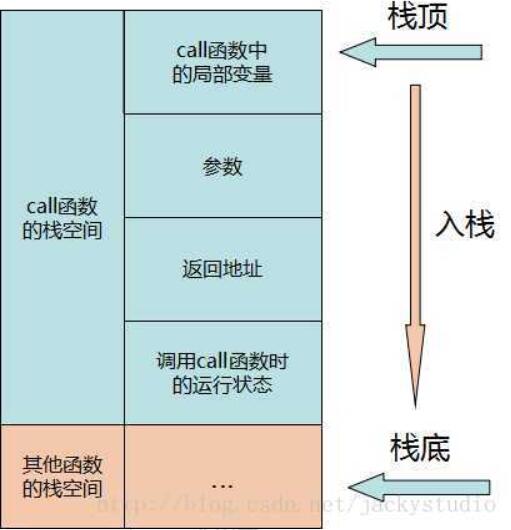 栈顶
call函数中
的局部变量
参数
call函数
的栈空间
入栈
返回地址
调用call函数时
的运行状态
栈底
其他函数
的栈空间
...
http://blog.csdn.net/jackystudio